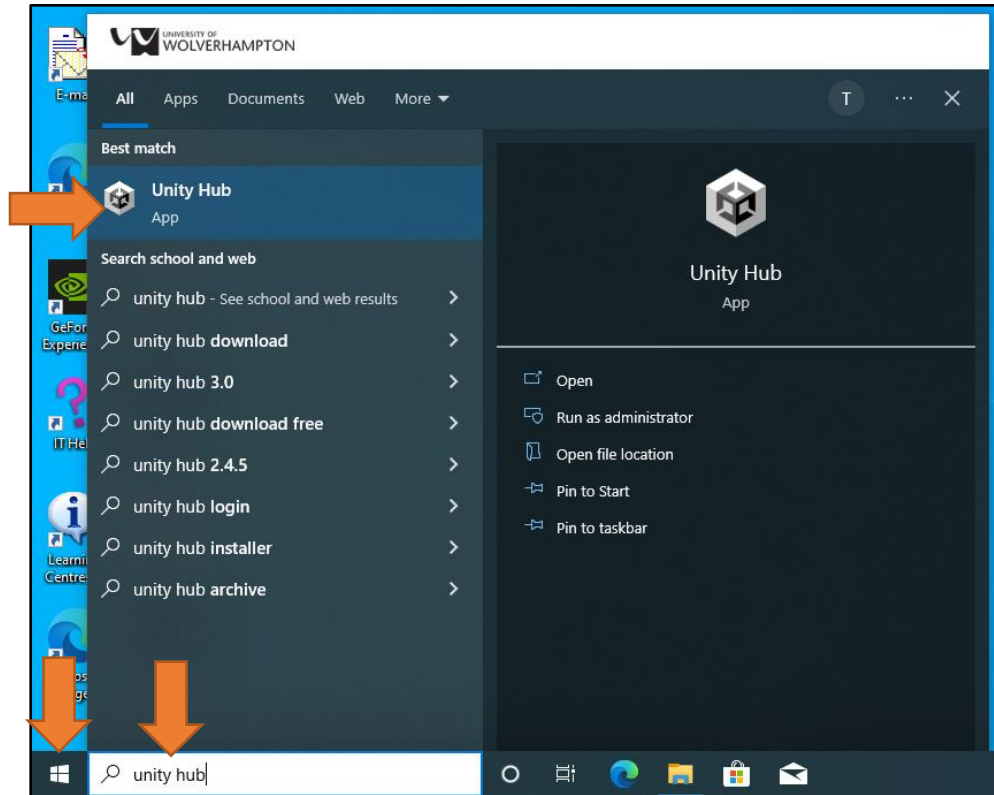 UNIVERSITY OF
WOLVERHAMPTON
E-ma
All Apps Documents Web More
T ...
Best match
Unity Hub
App
Search school and web
unity hub - See school and web results
unity hub download
unity hub 3.0
unity hub download free
unity hub 2.4.5
unity hub login
unity hub installer
unity hub archive
Unity Hub
App
Open
Run as administrator
Open file location
Pin to Start
Pin to taskbar
GeFor
Experie
IT Hel
Learni
Centre
unity hub